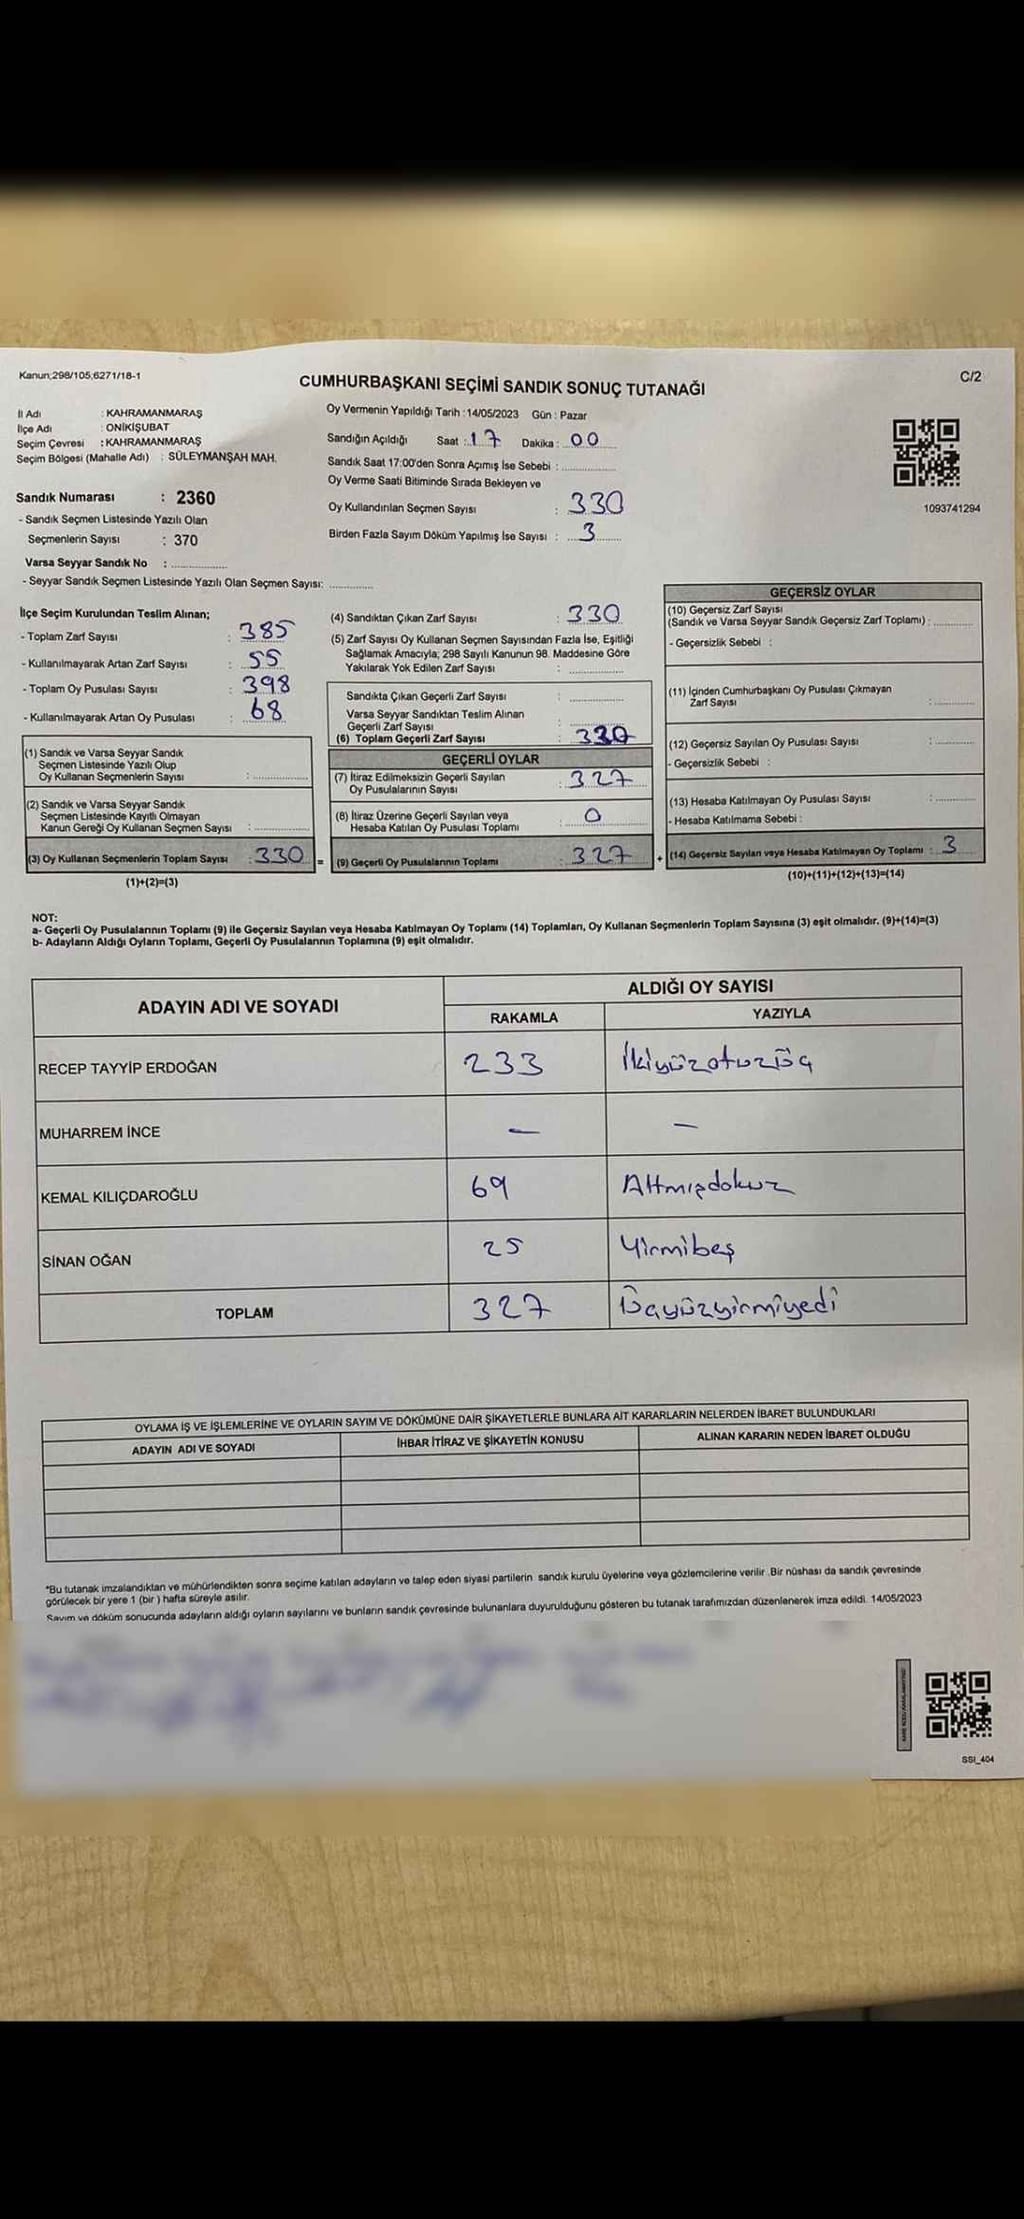 Kanun;298/105,6271/18-1
C/2
CUMHURBAŞKANI SEÇİMİ SANDIK SONUÇ TUTANAĞI
İl Adı : KAHRAMANMARAŞ
İlçe Adı : ONİKİŞUBAT
Seçim Çevresi : KAHRAMANMARAŞ
Seçim Bölgesi (Mahalle Adı) : SÜLEYMANŞAH MAH.
Sandık Numarası : 2360
- Sandık Seçmen Listesinde Yazılı Olan
Seçmenlerin Sayısı : 370
Varsa Seyyar Sandık No : ................
- Seyyar Sandık Seçmen Listesinde Yazılı Olan Seçmen Sayısı: ............
Oy Vermenin Yapıldığı Tarih :14/05/2023 Gün : Pazar
Sandığın Açıldığı Saat : 17 Dakika : 00
Sandık Saat 17:00'den Sonra Açımış İse Sebebi : ...............
Oy Verme Saati Bitiminde Sırada Bekleyen ve
Oy Kullandırılan Seçmen Sayısı : 330
Birden Fazla Sayım Döküm Yapılmış İse Sayısı : 3
1093741294
İlçe Seçim Kurulundan Teslim Alınan;
- Toplam Zarf Sayısı : 385
- Kullanılmayarak Artan Zarf Sayısı : 55
- Toplam Oy Pusulası Sayısı : 398
- Kullanılmayarak Artan Oy Pusulası : 68
(1) Sandık ve Varsa Seyyar Sandık
Seçmen Listesinde Yazılı Olup
Oy Kullanan Seçmenlerin Sayısı : ...............
(2) Sandık ve Varsa Seyyar Sandık
Seçmen Listesinde Kayıtlı Olmayan
Kanun Gereği Oy Kullanan Seçmen Sayısı : ...............
(3) Oy Kullanan Seçmenlerin Toplam Sayısı : 330 =
(1)+(2)=(3)
(4) Sandıktan Çıkan Zarf Sayısı : 330
(5) Zarf Sayısı Oy Kullanan Seçmen Sayısından Fazla İse, Eşitliği
Sağlamak Amacıyla; 298 Sayılı Kanunun 98. Maddesine Göre
Yakılarak Yok Edilen Zarf Sayısı : ...............
Sandıkta Çıkan Geçerli Zarf Sayısı : ...............
Varsa Seyyar Sandıktan Teslim Alınan
Geçerli Zarf Sayısı : ...............
(6) Toplam Geçerli Zarf Sayısı : 330
GEÇERLİ OYLAR
(7) İtiraz Edilmeksizin Geçerli Sayılan
Oy Pusulalarının Sayısı : 327
(8) İtiraz Üzerine Geçerli Sayılan veya
Hesaba Katılan Oy Pusulası Toplamı : 0
(9) Geçerli Oy Pusulalarının Toplamı : 327 +
GEÇERSİZ OYLAR
(10) Geçersiz Zarf Sayısı
(Sandık ve Varsa Seyyar Sandık Geçersiz Zarf Toplamı) : ...........
- Geçersizlik Sebebi :
(11) İçinden Cumhurbaşkanı Oy Pusulası Çıkmayan
Zarf Sayısı : ...........
(12) Geçersiz Sayılan Oy Pusulası Sayısı : ...........
- Geçersizlik Sebebi :
(13) Hesaba Katılmayan Oy Pusulası Sayısı : ...........
- Hesaba Katılmama Sebebi :
(14) Geçersiz Sayılan veya Hesaba Katılmayan Oy Toplamı : 3
(10)+(11)+(12)+(13)=(14)
NOT:
a- Geçerli Oy Pusulalarının Toplamı (9) ile Geçersiz Sayılan veya Hesaba Katılmayan Oy Toplamı (14) Toplamları, Oy Kullanan Seçmenlerin Toplam Sayısına (3) eşit olmalıdır. (9)+(14)=(3)
b- Adayların Aldığı Oyların Toplamı, Geçerli Oy Pusulalarının Toplamına (9) eşit olmalıdır.
ADAYIN ADI VE SOYADI
ALDIĞI OY SAYISI
RAKAMLA YAZIYLA
RECEP TAYYİP ERDOĞAN 233 İkiyüzotuzüç
MUHARREM İNCE - -
KEMAL KILIÇDAROĞLU 69 Altmışdokuz
SİNAN OĞAN 25 Yirmibeş
TOPLAM 327 Üçyüzyirmiyedi
OYLAMA İŞ VE İŞLEMLERİNE VE OYLARIN SAYIM VE DÖKÜMÜNE DAİR ŞİKAYETLERLE BUNLARA AİT KARARLARIN NELERDEN İBARET BULUNDUKLARI
ADAYIN ADI VE SOYADI İHBAR İTİRAZ VE ŞİKAYETİN KONUSU ALINAN KARARIN NEDEN İBARET OLDUĞU
*Bu tutanak imzalandıktan ve mühürlendikten sonra seçime katılan adayların ve talep eden siyasi partilerin sandık kurulu üyelerine veya gözlemcilerine verilir .Bir nüshası da sandık çevresinde
görülecek bir yere 1 (bir ) hafta süreyle asılır.
Sayım ve döküm sonucunda adayların aldığı oyların sayılarını ve bunların sandık çevresinde bulunanlara duyurulduğunu gösteren bu tutanak tarafımızdan düzenlenerek imza edildi. 14/05/2023
SSI_404